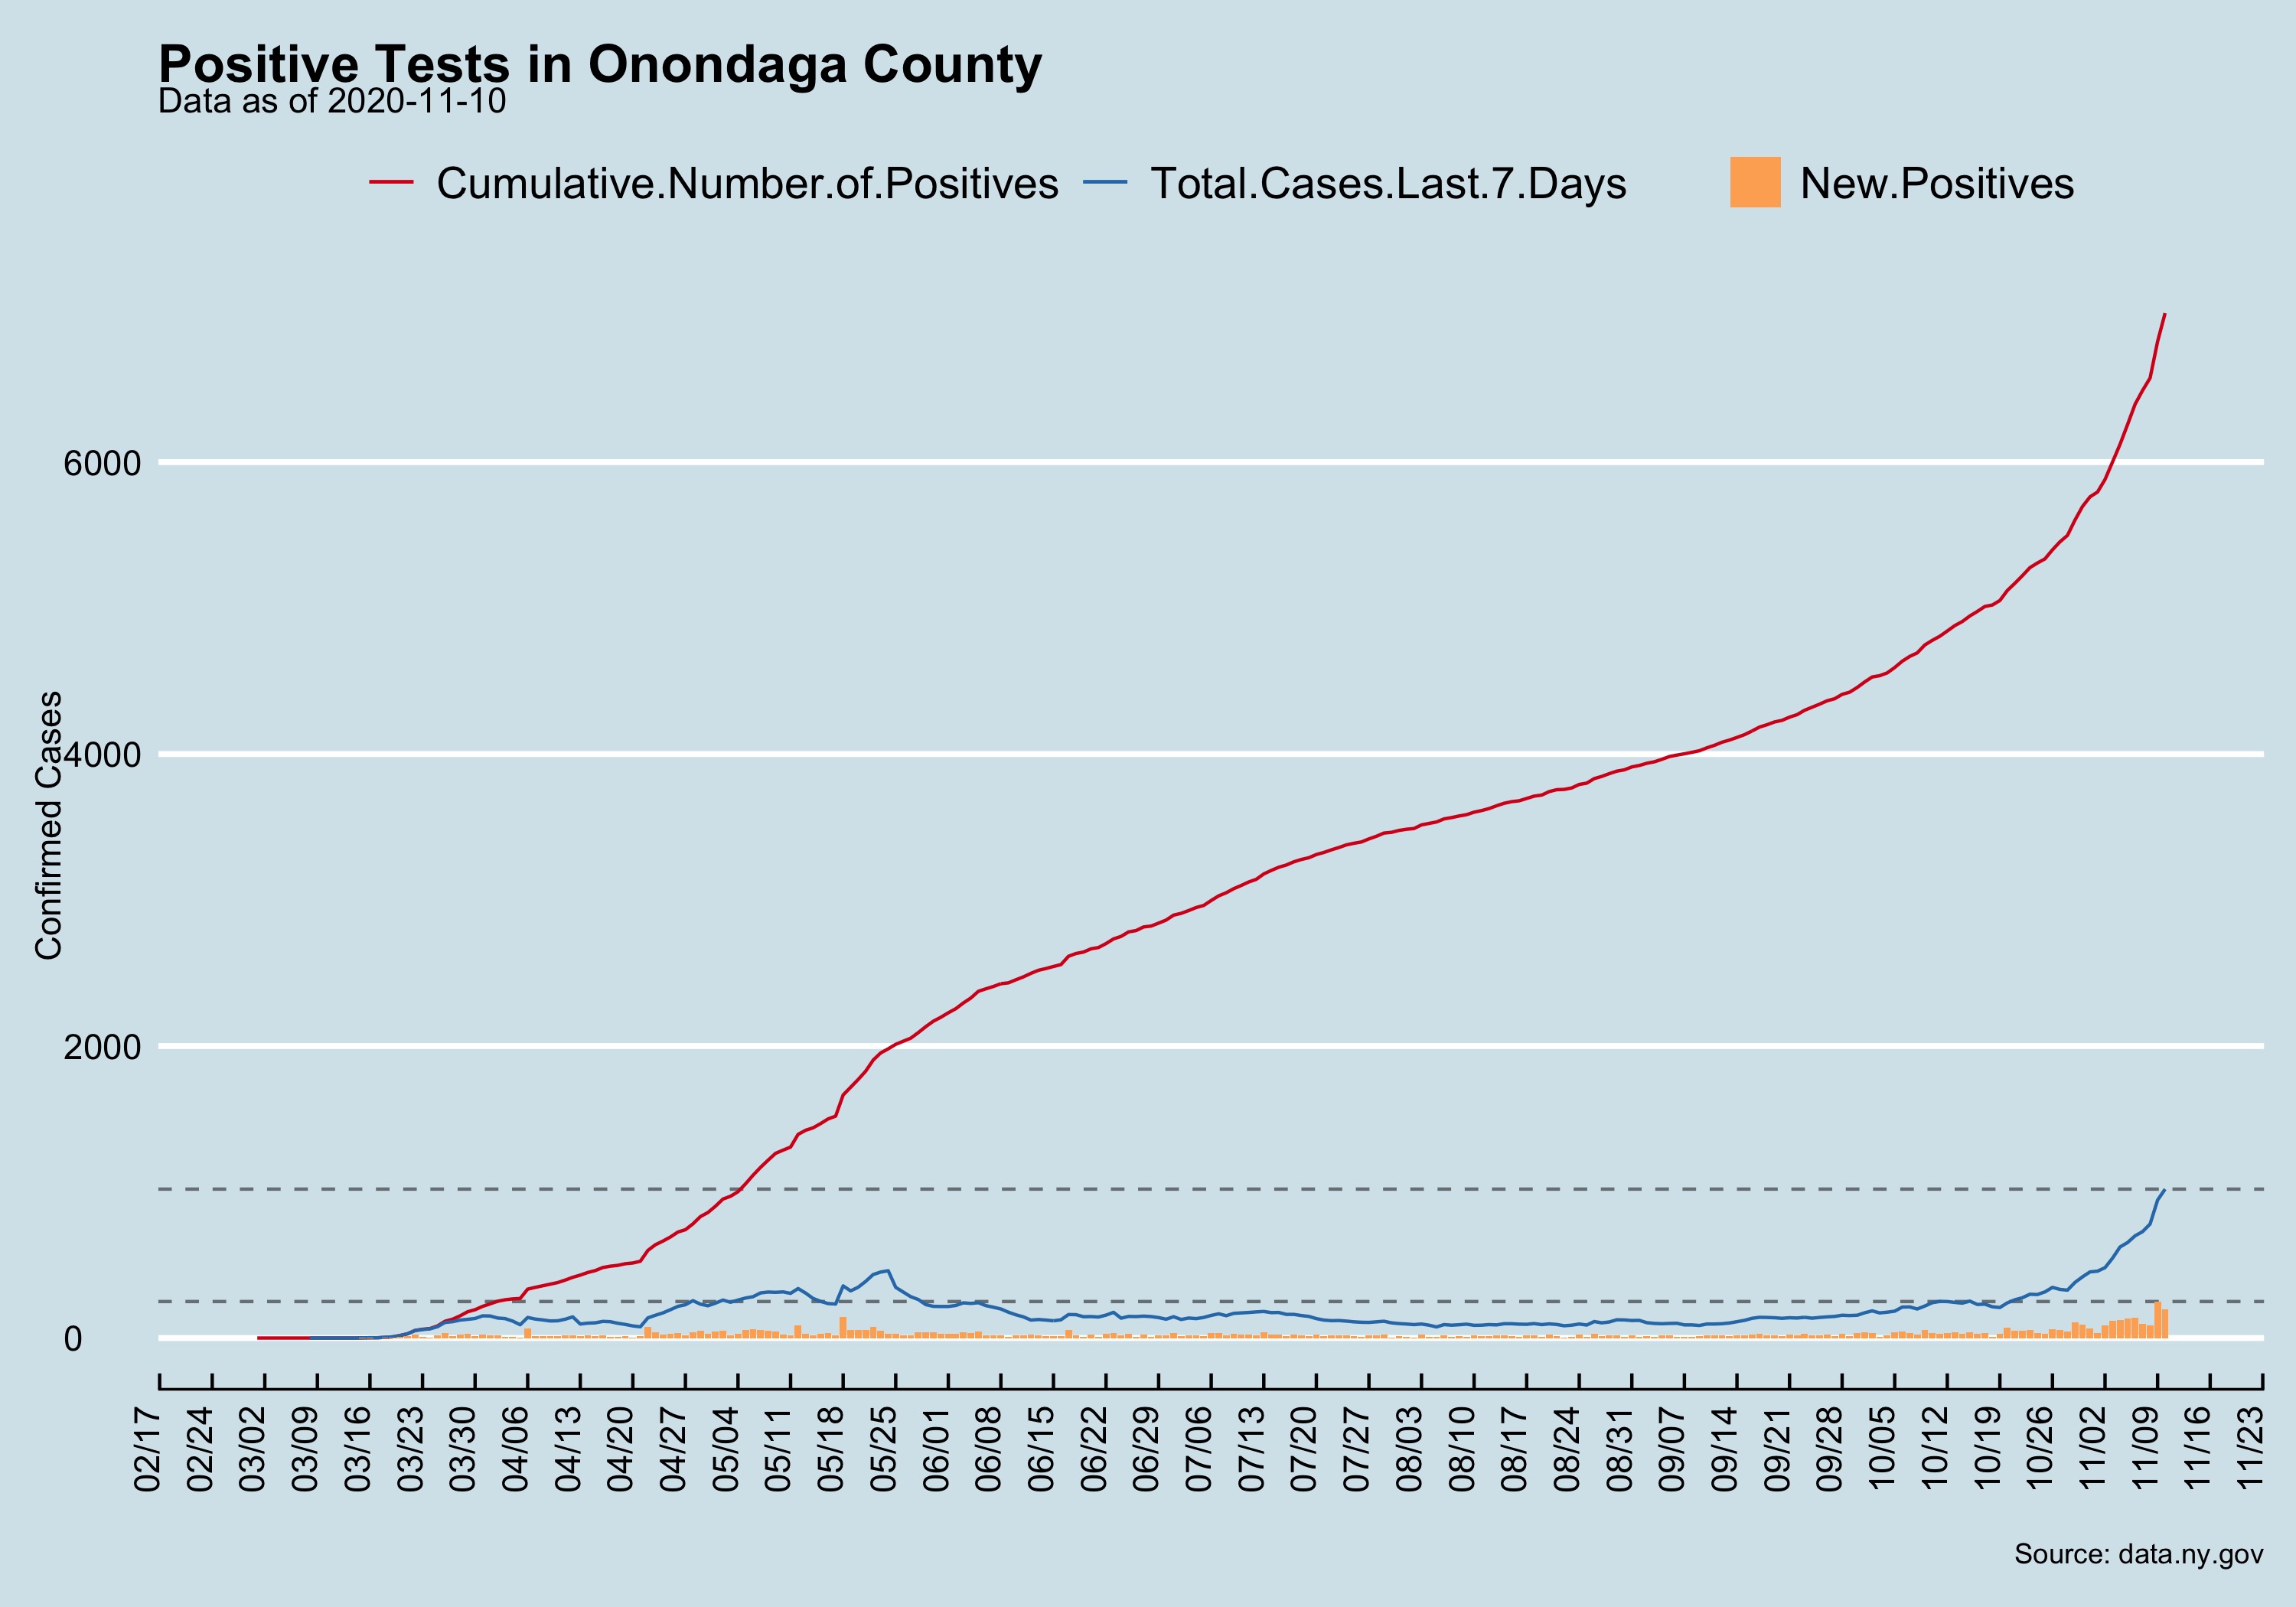 Positive Tests in Onondaga County
Data as of 2020-11-10
Cumulative.Number.of.Positives Total.Cases.Last.7.Days New.Positives
Confirmed Cases
6000
4000
2000
0
02/17 02/24 03/02 03/09 03/16 03/23 03/30 04/06 04/13 04/20 04/27 05/04 05/11 05/18 05/25 06/01 06/08 06/15 06/22 06/29 07/06 07/13 07/20 07/27 08/03 08/10 08/17 08/24 08/31 09/07 09/14 09/21 09/28 10/05 10/12 10/19 10/26 11/02 11/09 11/16 11/23
Source: data.ny.gov